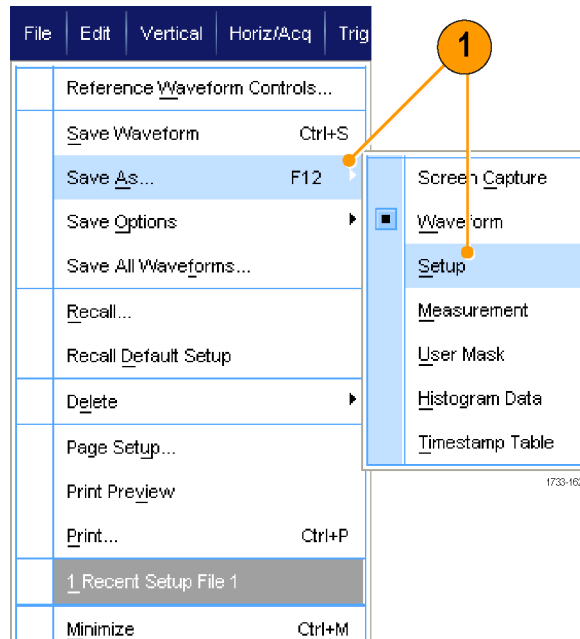 File Edit Vertical Horiz/Acq Trig
1
Reference Waveform Controls...
Save Waveform Ctrl+S
Save As... F12
Screen Capture
Save Options
Waveform
Save All Waveforms...
Setup
Recall...
Measurement
Recall Default Setup
User Mask
Delete
Histogram Data
Page Setup...
Timestamp Table
Print Preview
Print... Ctrl+P
1 Recent Setup File 1
Minimize Ctrl+M